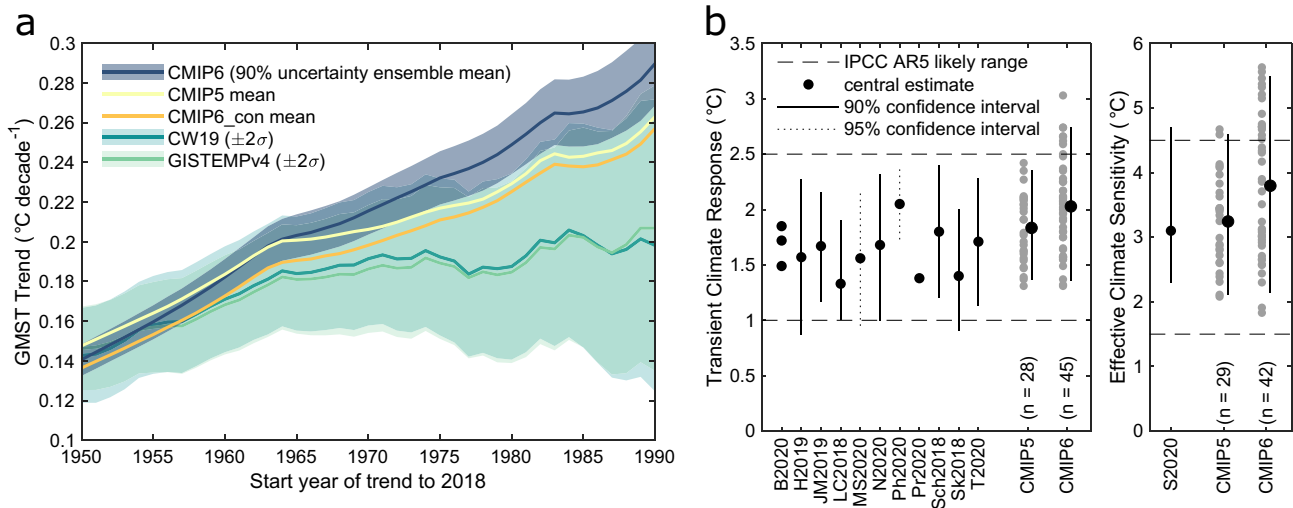 a
0.3
0.28
0.26
0.24
0.22
0.2
0.18
0.16
0.14
0.12
0.1
GMST Trend (°C decade⁻¹)
CMIP6 (90% uncertainty ensemble mean)
CMIP5 mean
CMIP6_con mean
CW19 (±2σ)
GISTEMPv4 (±2σ)
1950 1955 1960 1965 1970 1975 1980 1985 1990
Start year of trend to 2018
b
3.5
3
2.5
2
1.5
1
0.5
0
Transient Climate Response (°C)
IPCC AR5 likely range
central estimate
90% confidence interval
95% confidence interval
(n = 28)
(n = 45)
B2020
H2019
JM2019
LC2018
MS2020
N2020
Ph2020
Pr2020
Sch2018
Sk2018
T2020
CMIP5
CMIP6
6
5
4
3
2
1
0
Effective Climate Sensitivity (°C)
(n = 29)
(n = 42)
S2020
CMIP5
CMIP6